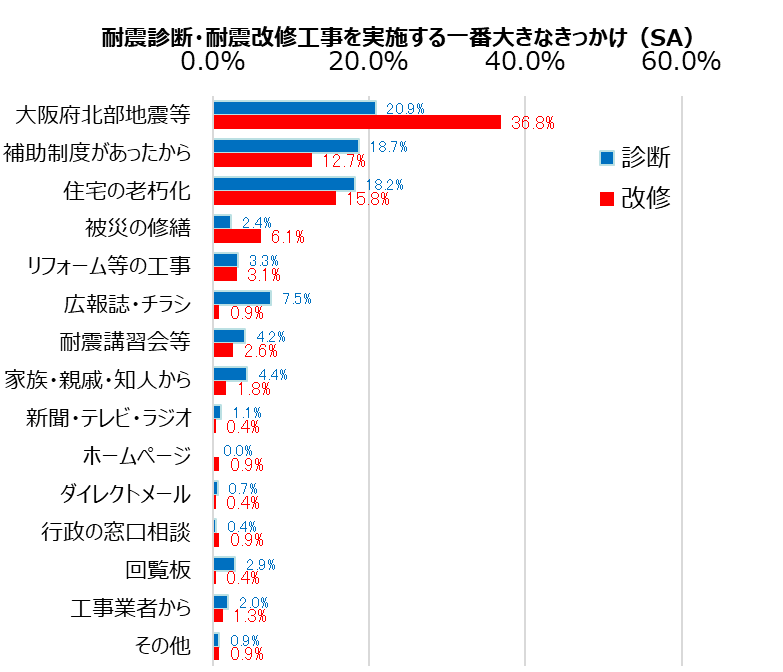 耐震診断・耐震改修工事を実施する一番大きなきっかけ（SA）
0.0% 20.0% 40.0% 60.0%
大阪府北部地震等 20.9% 36.8%
補助制度があったから 18.7% 12.7%
住宅の老朽化 18.2% 15.8%
被災の修繕 2.4% 6.1%
リフォーム等の工事 3.3% 3.1%
広報誌・チラシ 7.5% 0.9%
耐震講習会等 4.2% 2.6%
家族・親戚・知人から 4.4% 1.8%
新聞・テレビ・ラジオ 1.1% 0.4%
ホームページ 0.0% 0.9%
ダイレクトメール 0.7% 0.4%
行政の窓口相談 0.4% 0.9%
回覧板 2.9% 0.4%
工事業者から 2.0% 1.3%
その他 0.9% 0.9%
診断
改修